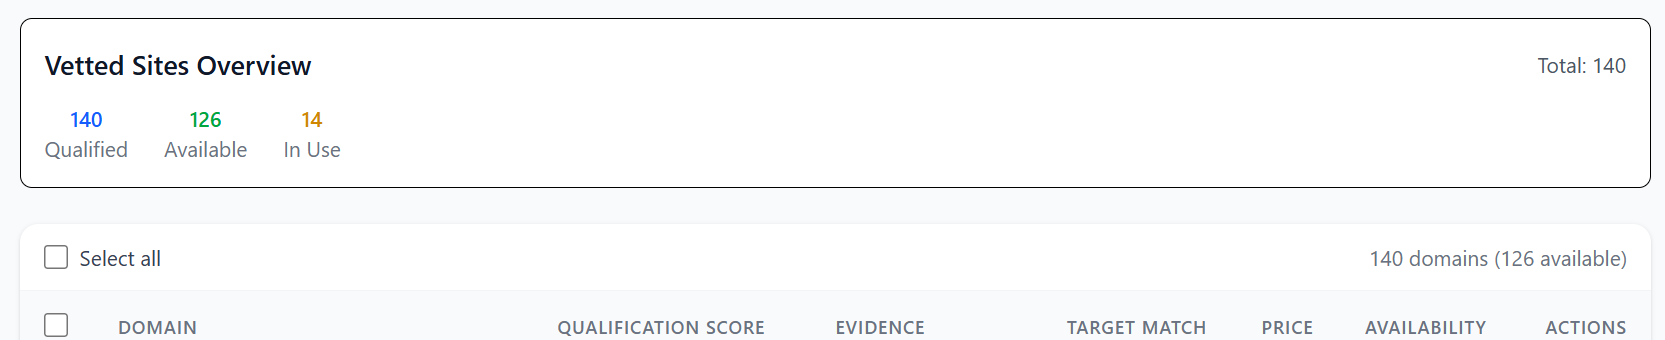 Vetted Sites Overview
Total: 140
140 126 14
Qualified Available In Use
Select all
140 domains (126 available)
DOMAIN QUALIFICATION SCORE EVIDENCE TARGET MATCH PRICE AVAILABILITY ACTIONS